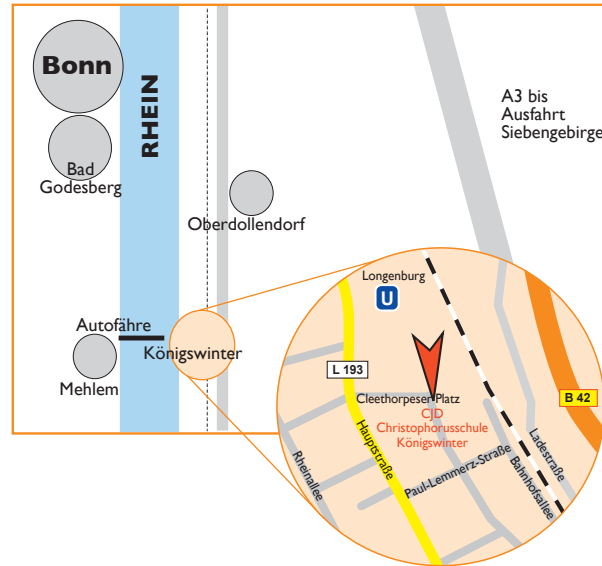 Bonn
RHEIN
Bad
Godesberg
A3 bis
Ausfahrt
Siebengebirge
Oberdollendorf
Autofähre
Königswinter
Mehlem
Longenburg
U
L 193
Cleethorpeser Platz
CJD
Christophorusschule
Königswinter
B 42
Hauptstraße
Rheinallee
Paul-Lemmerz-Straße
Ladestraße
Bahnhofsallee